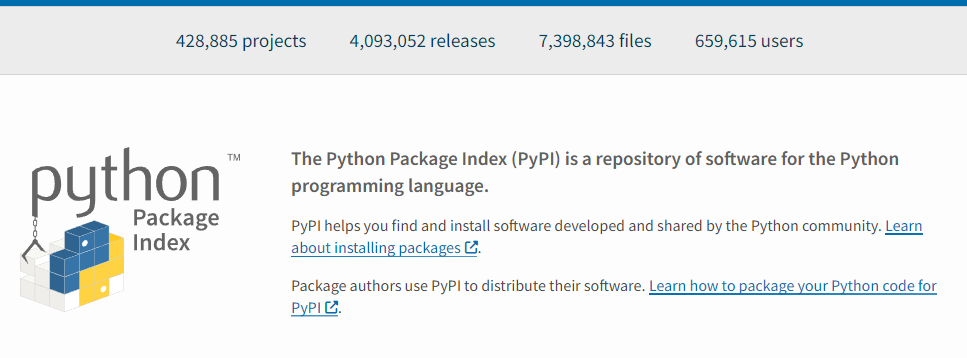 428,885 projects 4,093,052 releases 7,398,843 files 659,615 users
python™
Package
Index
The Python Package Index (PyPI) is a repository of software for the Python
programming language.
PyPI helps you find and install software developed and shared by the Python community. Learn
about installing packages.
Package authors use PyPI to distribute their software. Learn how to package your Python code for
PyPI.